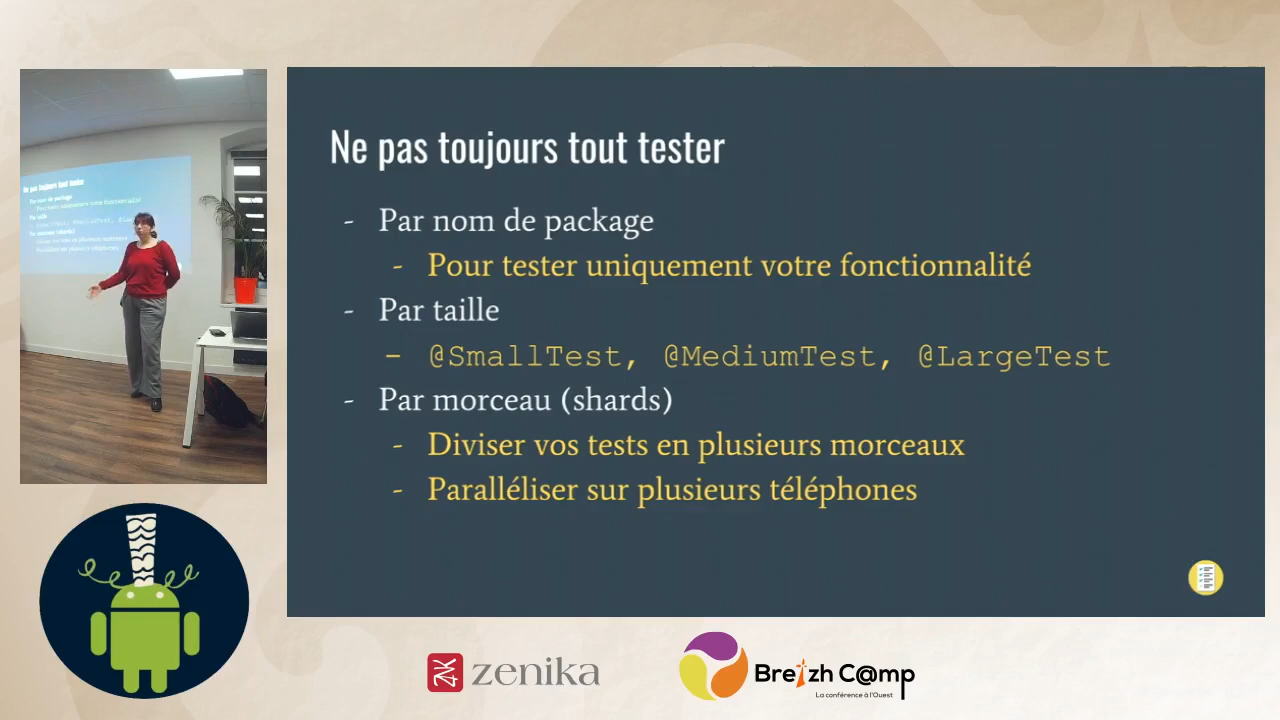 Ne pas toujours tout tester
- Par nom de package
- Pour tester uniquement votre fonctionnalité
- Par taille
- @SmallTest, @MediumTest, @LargeTest
- Par morceau (shards)
- Diviser vos tests en plusieurs morceaux
- Paralléliser sur plusieurs téléphones
zenika
Breizh C@mp
La conférence à l'Ouest